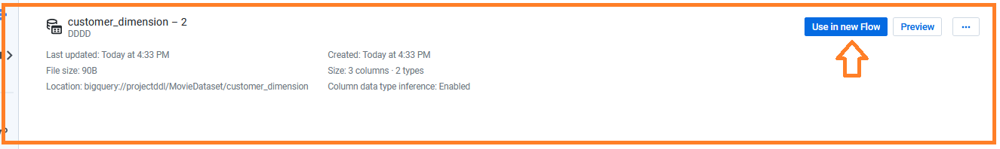 customer_dimension – 2
DDDD
Use in new Flow
Preview
...
Last updated: Today at 4:33 PM
Created: Today at 4:33 PM
File size: 90B
Size: 3 columns · 2 types
Location: bigquery://projectddl/MovieDataset/customer_dimension
Column data type inference: Enabled